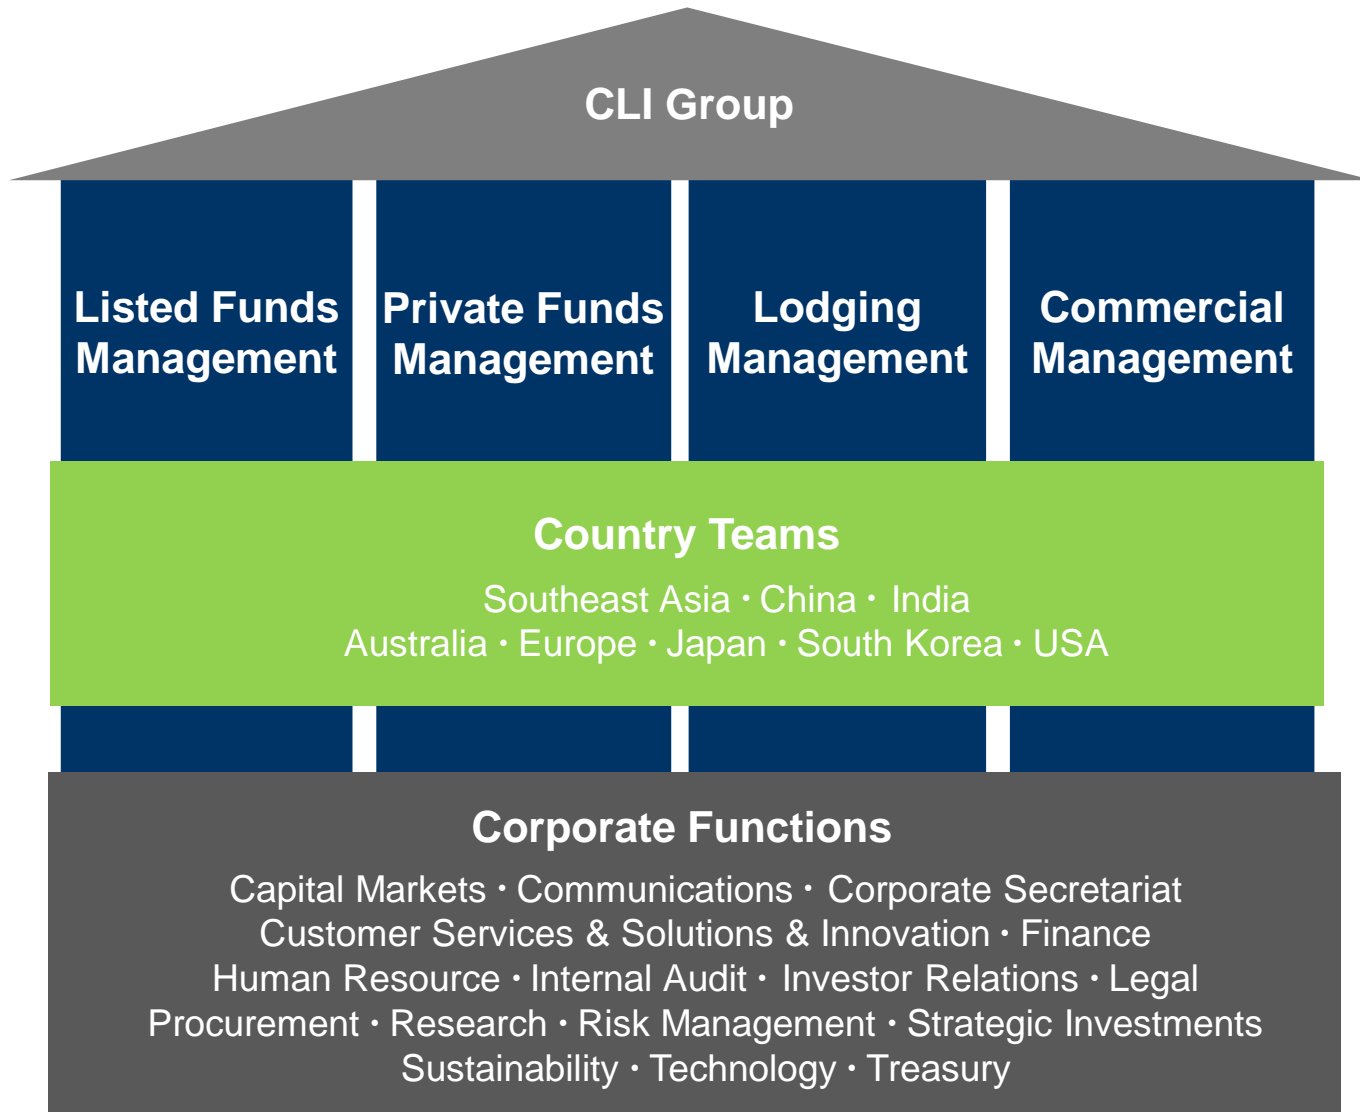 CLI Group
Listed Funds
Management
Private Funds
Management
Lodging
Management
Commercial
Management
Country Teams
Southeast Asia · China · India
Australia · Europe · Japan · South Korea · USA
Corporate Functions
Capital Markets · Communications · Corporate Secretariat
Customer Services & Solutions & Innovation · Finance
Human Resource · Internal Audit · Investor Relations · Legal
Procurement · Research · Risk Management · Strategic Investments
Sustainability · Technology · Treasury